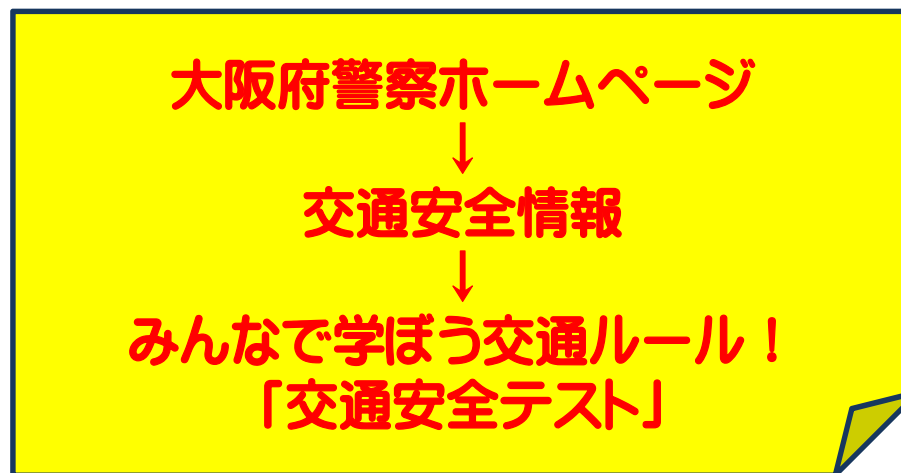 大阪府警察ホームページ
↓
交通安全情報
↓
みんなで学ぼう交通ルール！
「交通安全テスト」